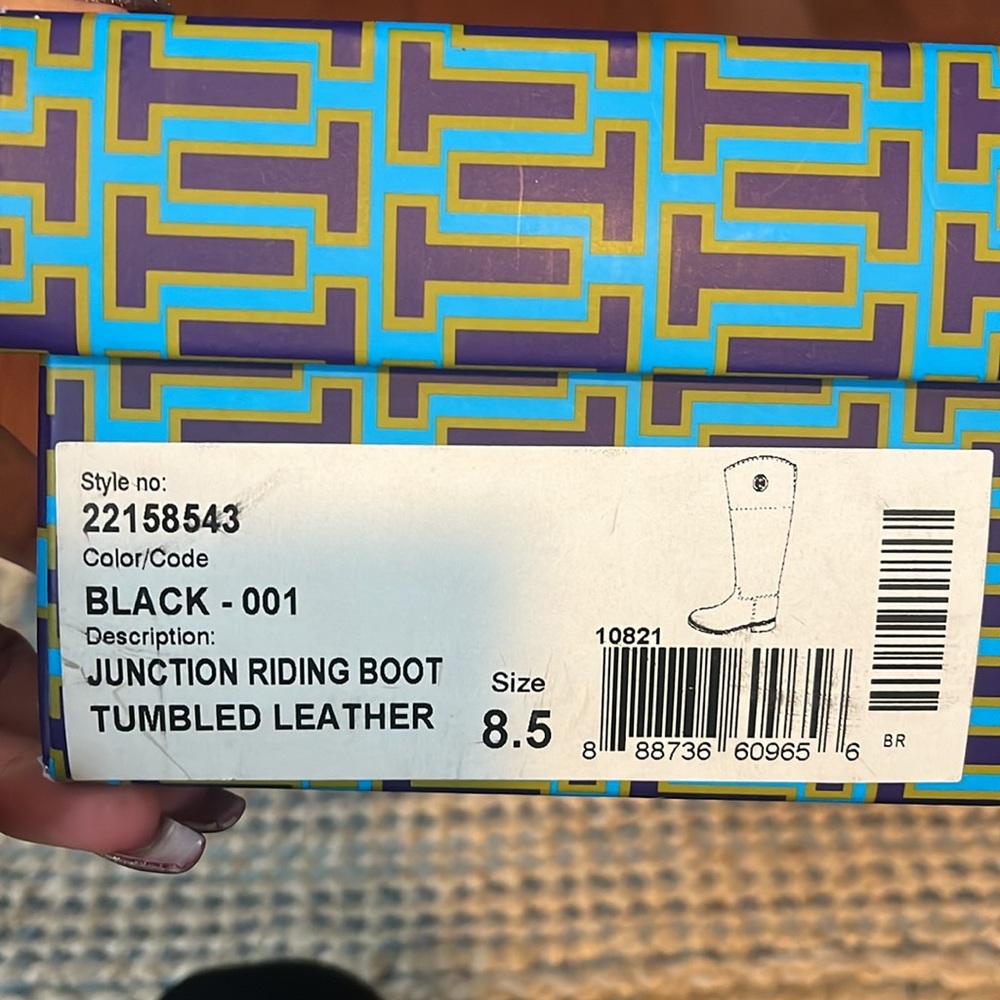 Style no:
22158543
Color/Code
BLACK - 001
Description:
JUNCTION RIDING BOOT
TUMBLED LEATHER
Size
8.5
10821
8 88736 60965 6
BR